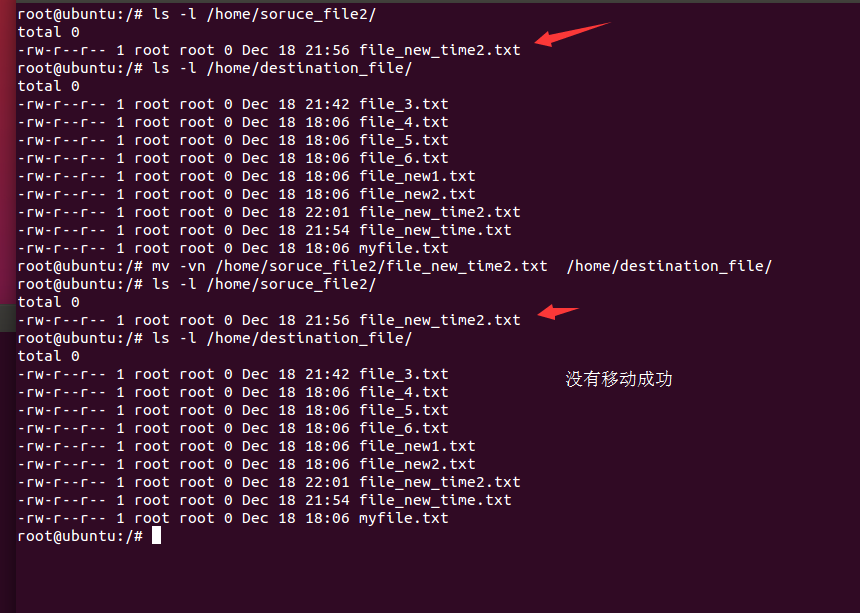 root@ubuntu:/# ls -l /home/soruce_file2/
total 0
-rw-r--r-- 1 root root 0 Dec 18 21:56 file_new_time2.txt
root@ubuntu:/# ls -l /home/destination_file/
total 0
-rw-r--r-- 1 root root 0 Dec 18 21:42 file_3.txt
-rw-r--r-- 1 root root 0 Dec 18 18:06 file_4.txt
-rw-r--r-- 1 root root 0 Dec 18 18:06 file_5.txt
-rw-r--r-- 1 root root 0 Dec 18 18:06 file_6.txt
-rw-r--r-- 1 root root 0 Dec 18 18:06 file_new1.txt
-rw-r--r-- 1 root root 0 Dec 18 18:06 file_new2.txt
-rw-r--r-- 1 root root 0 Dec 18 22:01 file_new_time2.txt
-rw-r--r-- 1 root root 0 Dec 18 21:54 file_new_time.txt
-rw-r--r-- 1 root root 0 Dec 18 18:06 myfile.txt
root@ubuntu:/# mv -vn /home/soruce_file2/file_new_time2.txt  /home/destination_file/
root@ubuntu:/# ls -l /home/soruce_file2/
total 0
-rw-r--r-- 1 root root 0 Dec 18 21:56 file_new_time2.txt
root@ubuntu:/# ls -l /home/destination_file/
total 0
-rw-r--r-- 1 root root 0 Dec 18 21:42 file_3.txt
没有移动成功
-rw-r--r-- 1 root root 0 Dec 18 18:06 file_4.txt
-rw-r--r-- 1 root root 0 Dec 18 18:06 file_5.txt
-rw-r--r-- 1 root root 0 Dec 18 18:06 file_6.txt
-rw-r--r-- 1 root root 0 Dec 18 18:06 file_new1.txt
-rw-r--r-- 1 root root 0 Dec 18 18:06 file_new2.txt
-rw-r--r-- 1 root root 0 Dec 18 22:01 file_new_time2.txt
-rw-r--r-- 1 root root 0 Dec 18 21:54 file_new_time.txt
-rw-r--r-- 1 root root 0 Dec 18 18:06 myfile.txt
root@ubuntu:/#